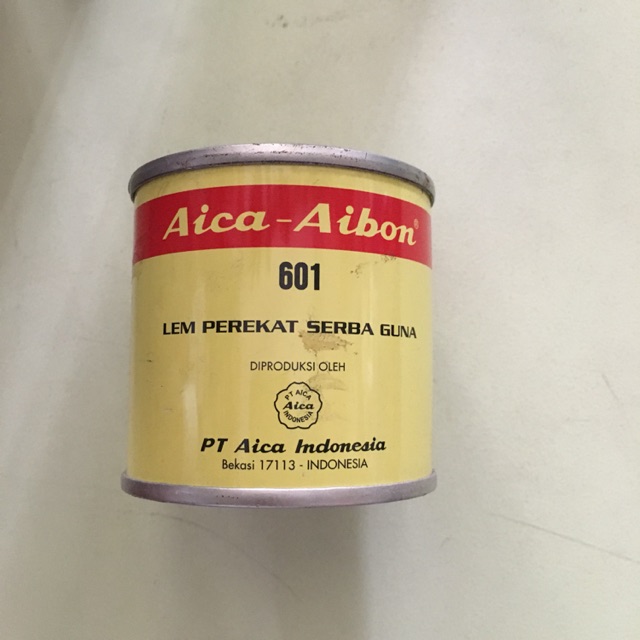 Aica-Aibon®
601
LEM PEREKAT SERBA GUNA
DIPRODUKSI OLEH
PT AICA
Aica
INDONESIA
PT Aica Indonesia
Bekasi 17113 - INDONESIA